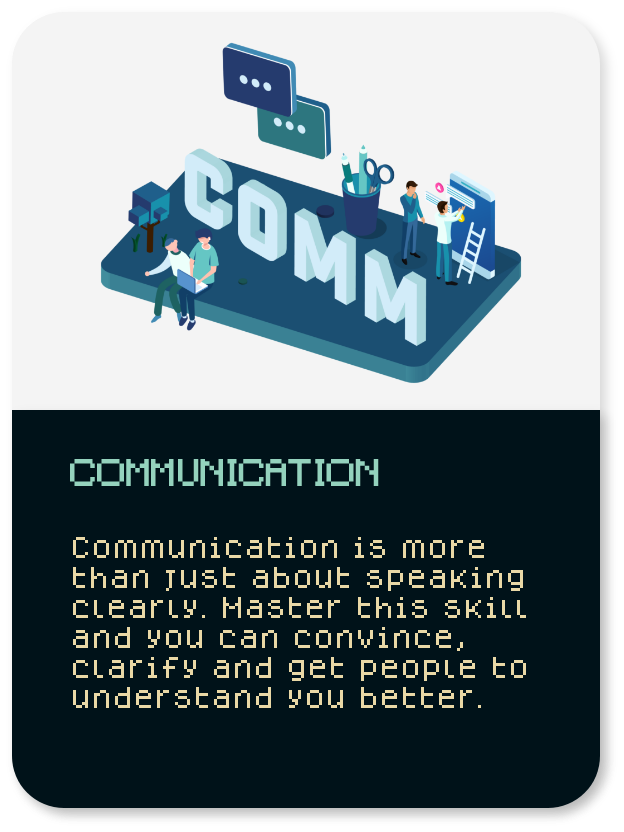 COMM
COMMUNICATION
Communication is more
than just about speaking
clearly. Master this skill
and you can convince,
clarify and get people to
understand you better.